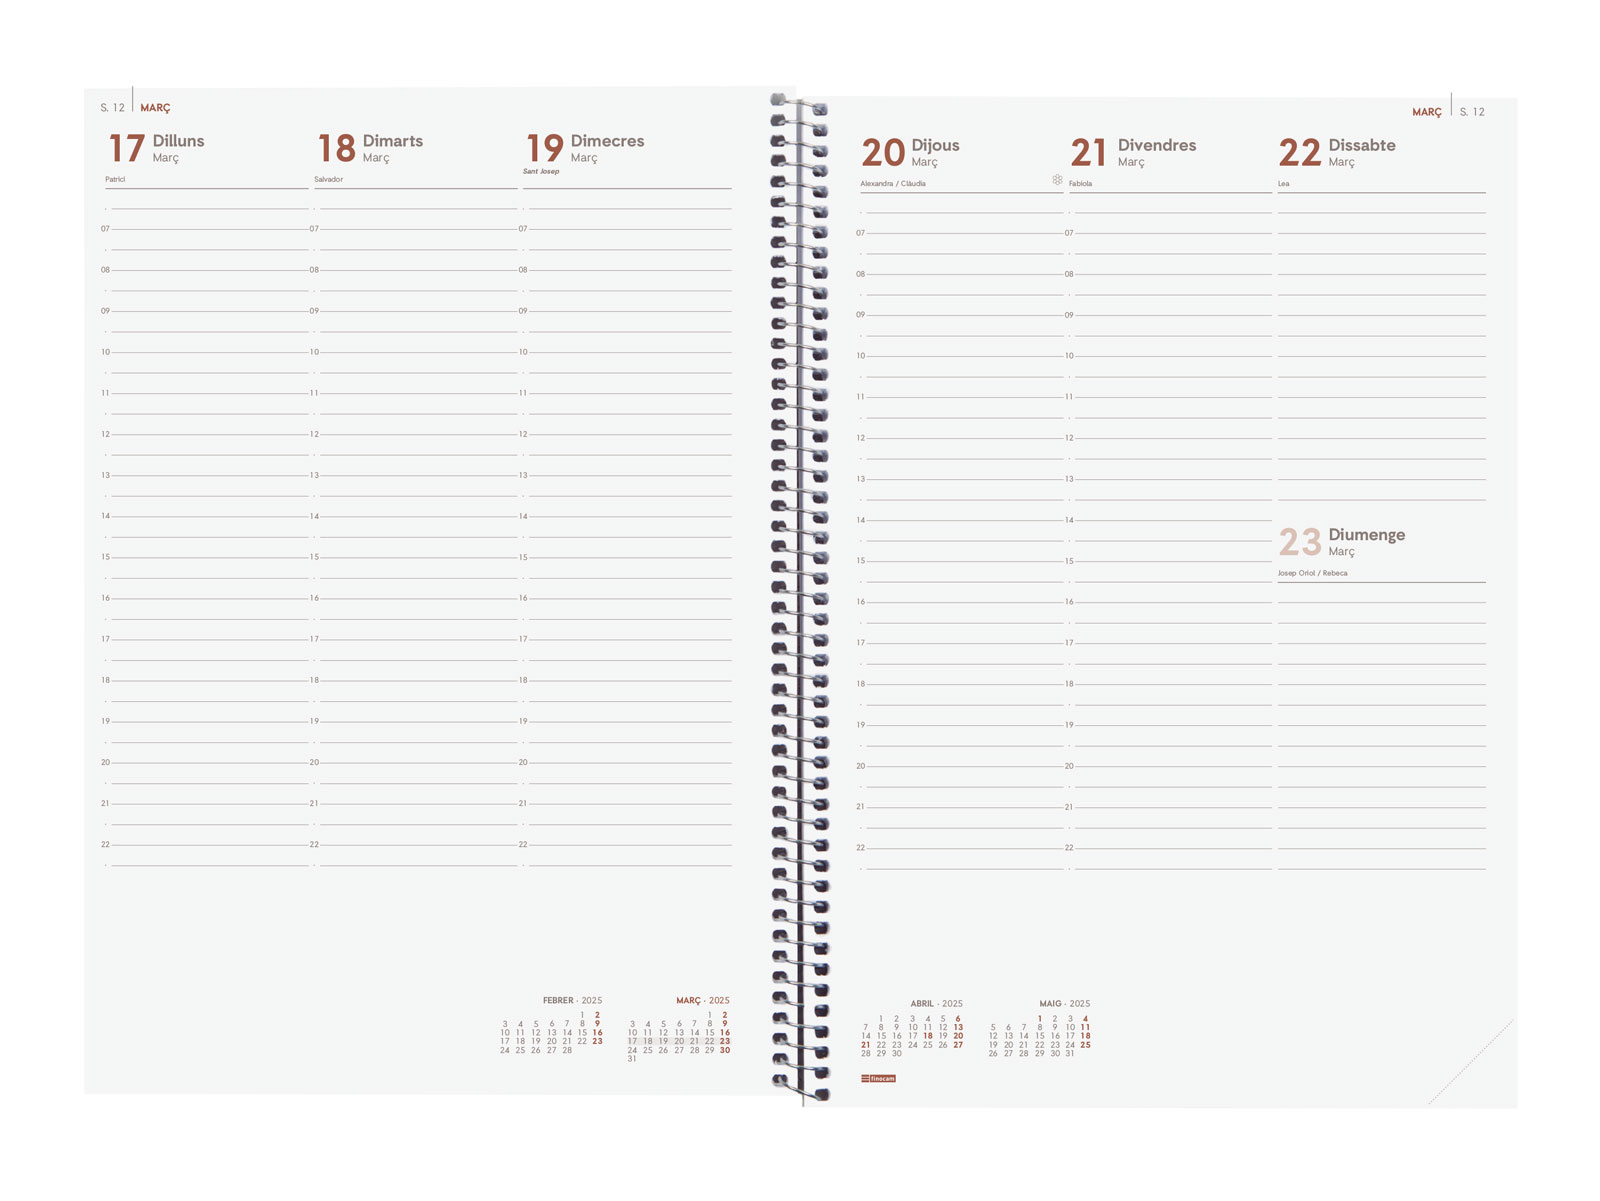 S. 12 MARÇ
17 Dilluns
Març
Patrici
18 Dimarts
Març
Salvador
19 Dimecres
Març
Sant Josep
07 07 07
08 08 08
09 09 09
10 10 10
11 11 11
12 12 12
13 13 13
14 14 14
15 15 15
16 16 16
17 17 17
18 18 18
19 19 19
20 20 20
21 21 21
22 22 22
FEBRER · 2025
1 2
3 4 5 6 7 8 9
10 11 12 13 14 15 16
17 18 19 20 21 22 23
24 25 26 27 28
MARÇ · 2025
1 2
3 4 5 6 7 8 9
10 11 12 13 14 15 16
17 18 19 20 21 22 23
24 25 26 27 28 29 30
31
MARÇ S. 12
20 Dijous
Març
Alexandra / Clàudia
21 Divendres
Març
Fabiola
22 Dissabte
Març
Lea
07 07
08 08
09 09
10 10
11 11
12 12
13 13
14 14
15 15
16 16
17 17
18 18
19 19
20 20
21 21
22 22
23 Diumenge
Març
Josep Oriol / Rebeca
ABRIL · 2025
1 2 3 4 5 6
7 8 9 10 11 12 13
14 15 16 17 18 19 20
21 22 23 24 25 26 27
28 29 30
MAIG · 2025
1 2 3 4
5 6 7 8 9 10 11
12 13 14 15 16 17 18
19 20 21 22 23 24 25
26 27 28 29 30 31
finocam